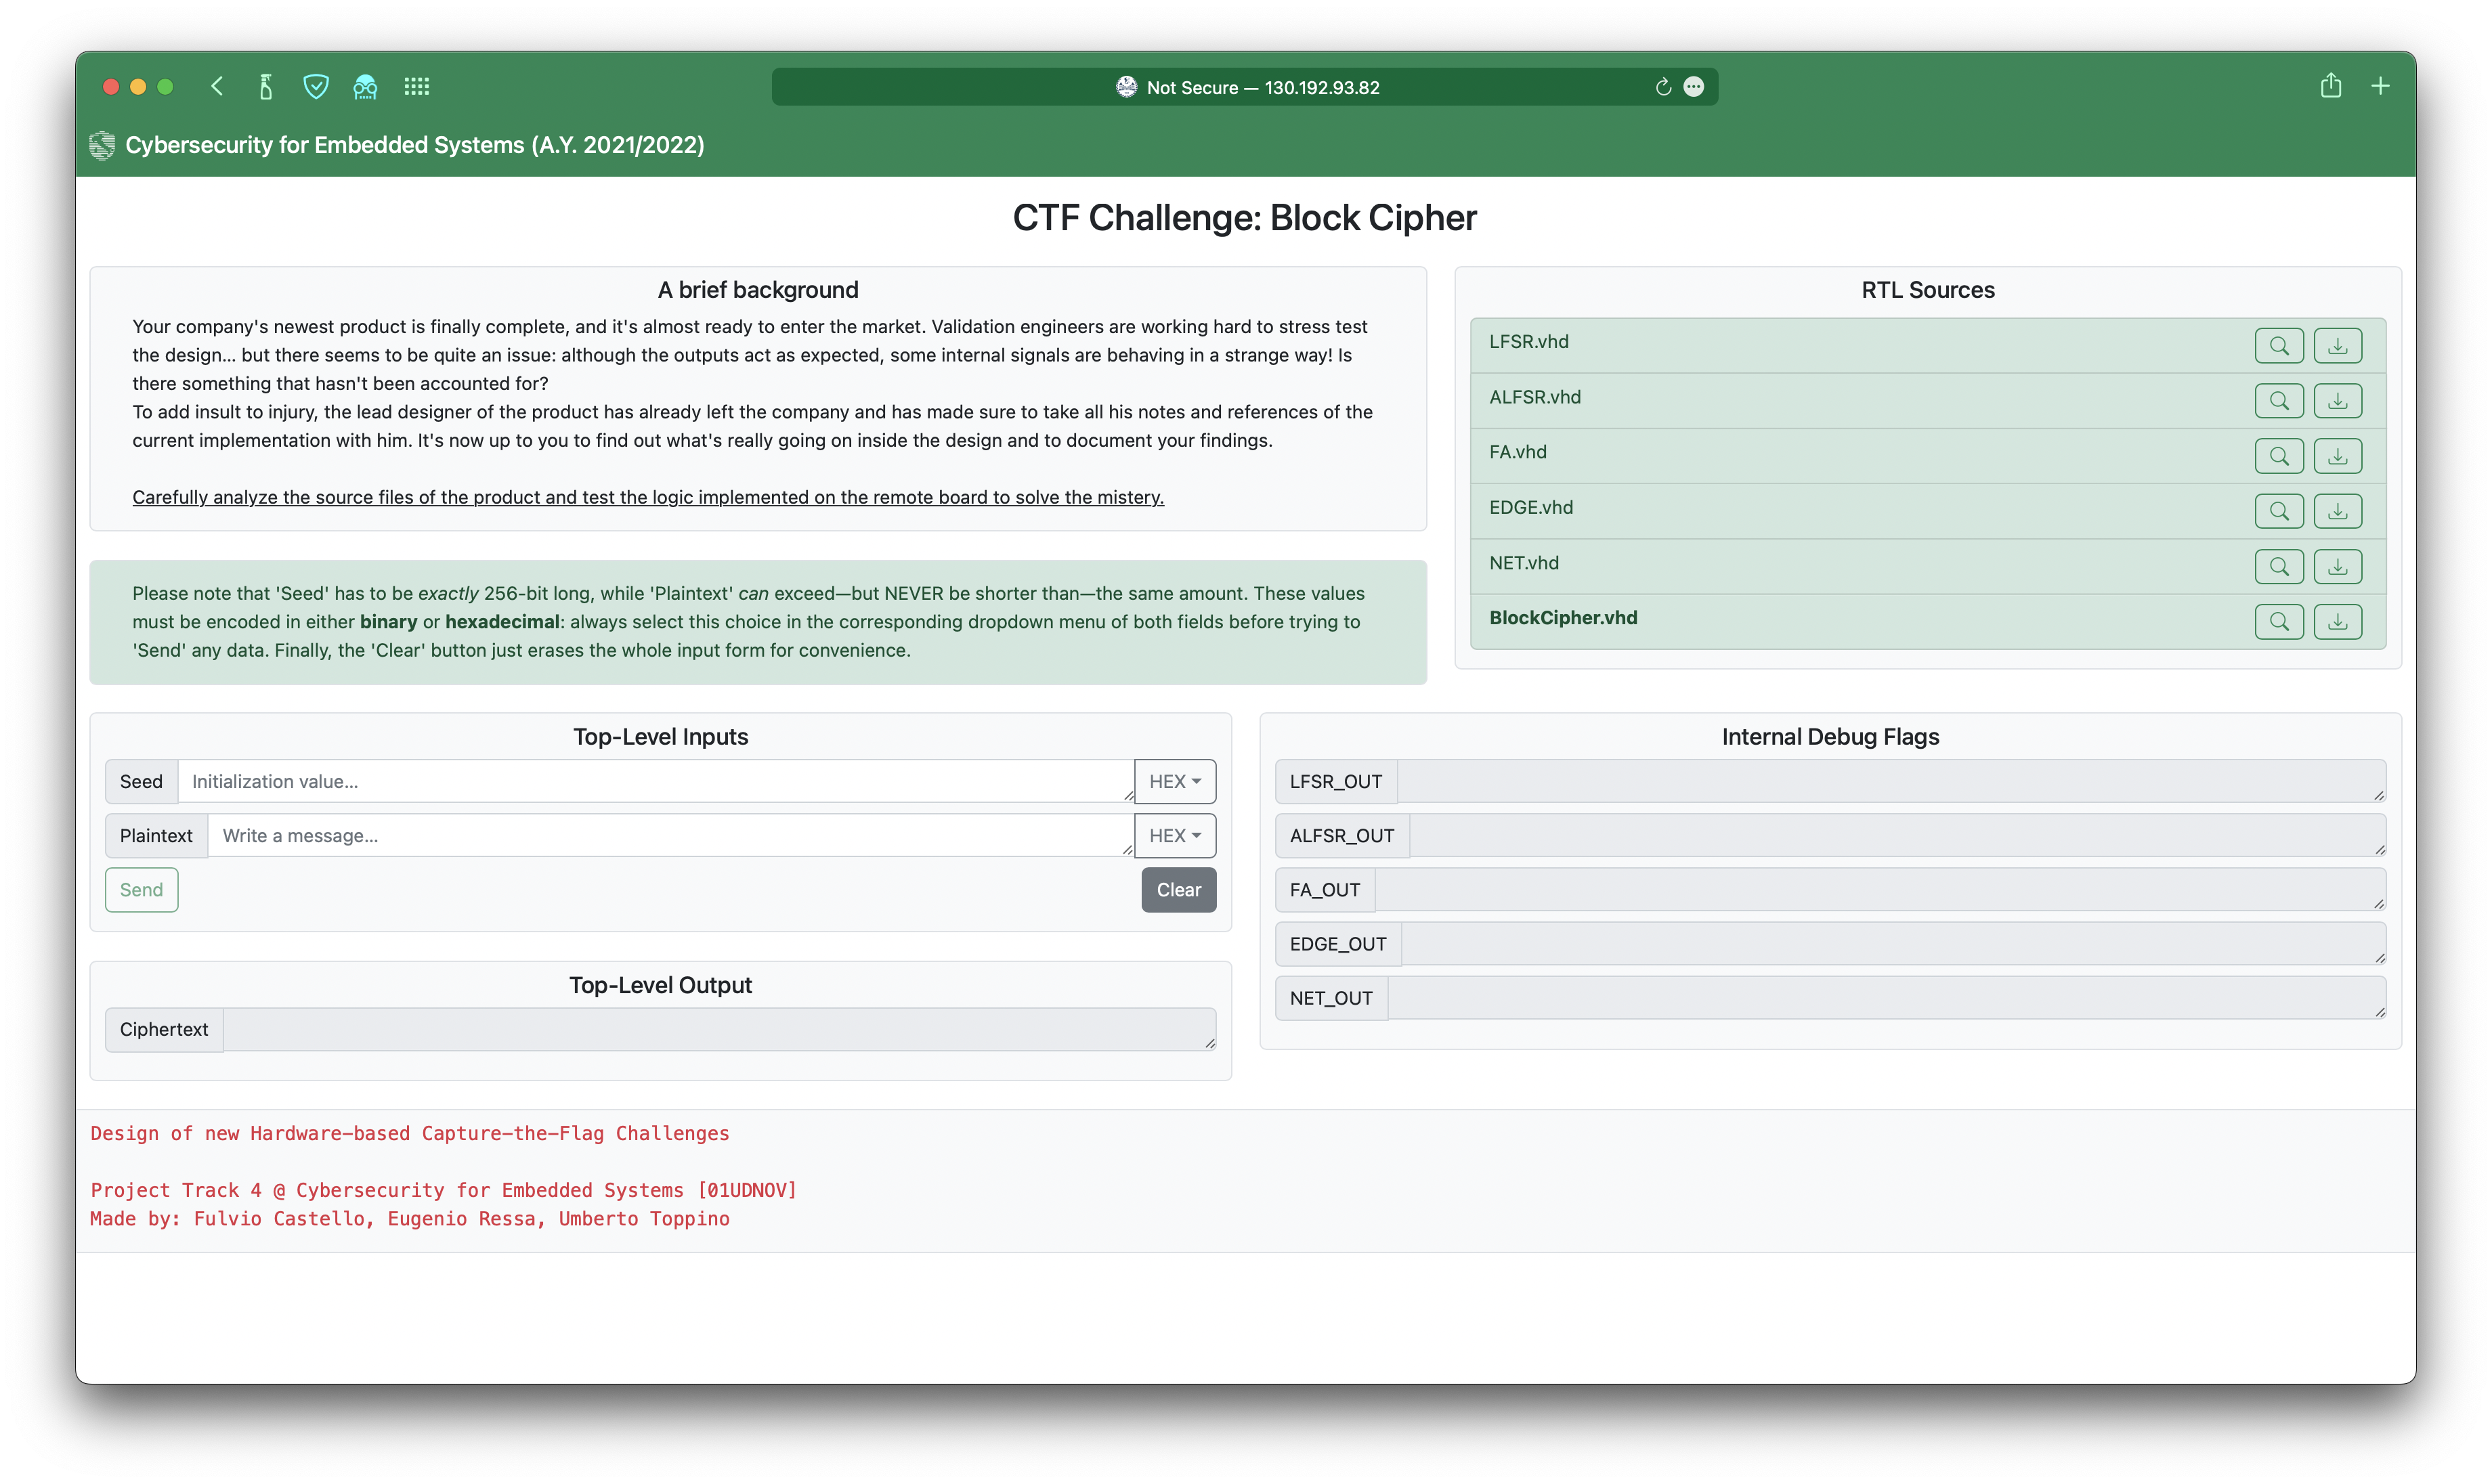 Not Secure — 130.192.93.82
Cybersecurity for Embedded Systems (A.Y. 2021/2022)
CTF Challenge: Block Cipher
A brief background
Your company's newest product is finally complete, and it's almost ready to enter the market. Validation engineers are working hard to stress test
the design... but there seems to be quite an issue: although the outputs act as expected, some internal signals are behaving in a strange way! Is
there something that hasn't been accounted for?
To add insult to injury, the lead designer of the product has already left the company and has made sure to take all his notes and references of the
current implementation with him. It's now up to you to find out what's really going on inside the design and to document your findings.
Carefully analyze the source files of the product and test the logic implemented on the remote board to solve the mistery.
Please note that 'Seed' has to be exactly 256-bit long, while 'Plaintext' can exceed—but NEVER be shorter than—the same amount. These values
must be encoded in either binary or hexadecimal: always select this choice in the corresponding dropdown menu of both fields before trying to
'Send' any data. Finally, the 'Clear' button just erases the whole input form for convenience.
RTL Sources
LFSR.vhd
ALFSR.vhd
FA.vhd
EDGE.vhd
NET.vhd
BlockCipher.vhd
Top-Level Inputs
Seed Initialization value... HEX
Plaintext Write a message... HEX
Send Clear
Top-Level Output
Ciphertext
Internal Debug Flags
LFSR_OUT
ALFSR_OUT
FA_OUT
EDGE_OUT
NET_OUT
Design of new Hardware-based Capture-the-Flag Challenges
Project Track 4 @ Cybersecurity for Embedded Systems [01UDNOV]
Made by: Fulvio Castello, Eugenio Ressa, Umberto Toppino